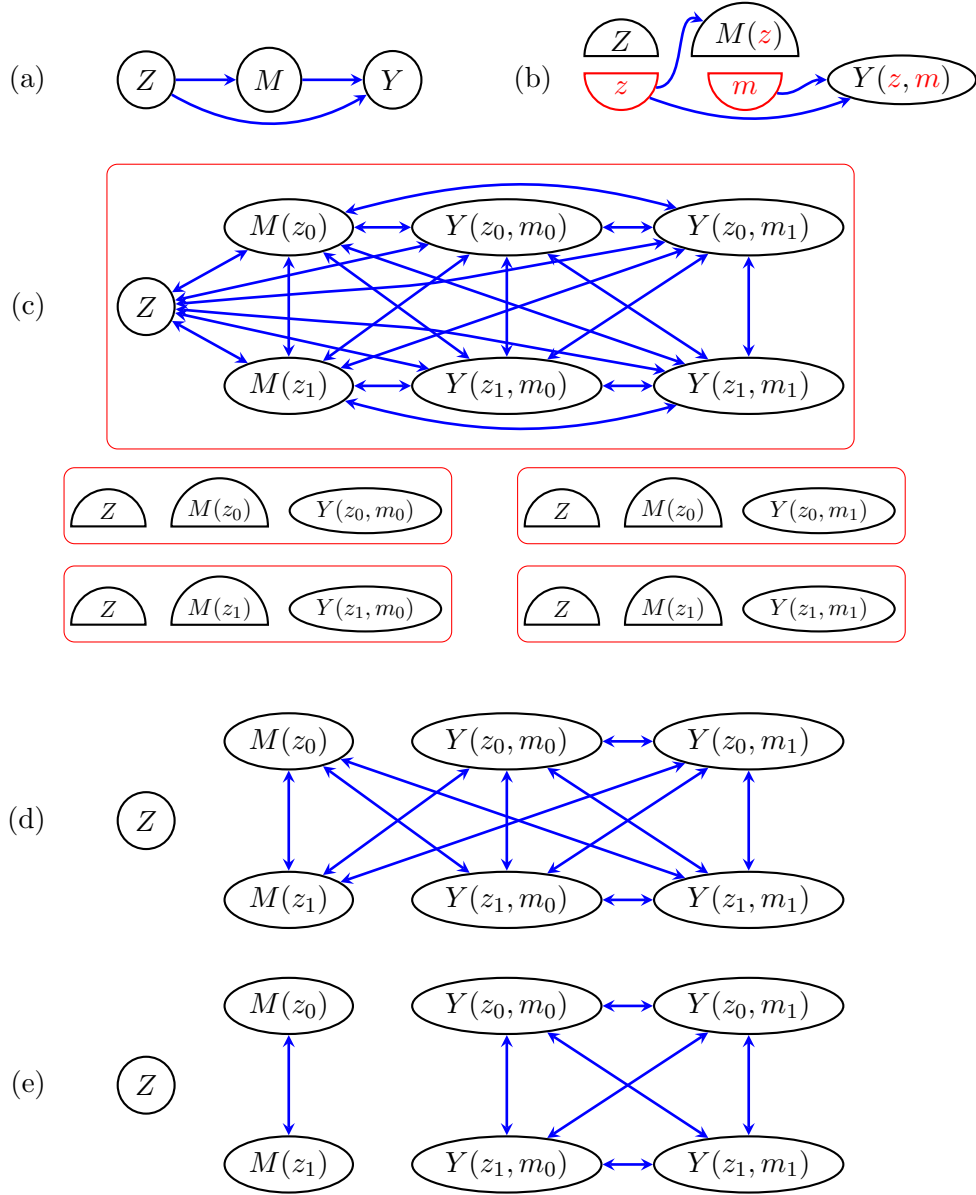 (a) Z M Y
(b) Z M(z) z m Y(z, m)
M(z₀) Y(z₀, m₀) Y(z₀, m₁)
(c) Z
M(z₁) Y(z₁, m₀) Y(z₁, m₁)
Z M(z₀) Y(z₀, m₀) Z M(z₀) Y(z₀, m₁)
Z M(z₁) Y(z₁, m₀) Z M(z₁) Y(z₁, m₁)
M(z₀) Y(z₀, m₀) Y(z₀, m₁)
(d) Z
M(z₁) Y(z₁, m₀) Y(z₁, m₁)
M(z₀) Y(z₀, m₀) Y(z₀, m₁)
(e) Z
M(z₁) Y(z₁, m₀) Y(z₁, m₁)